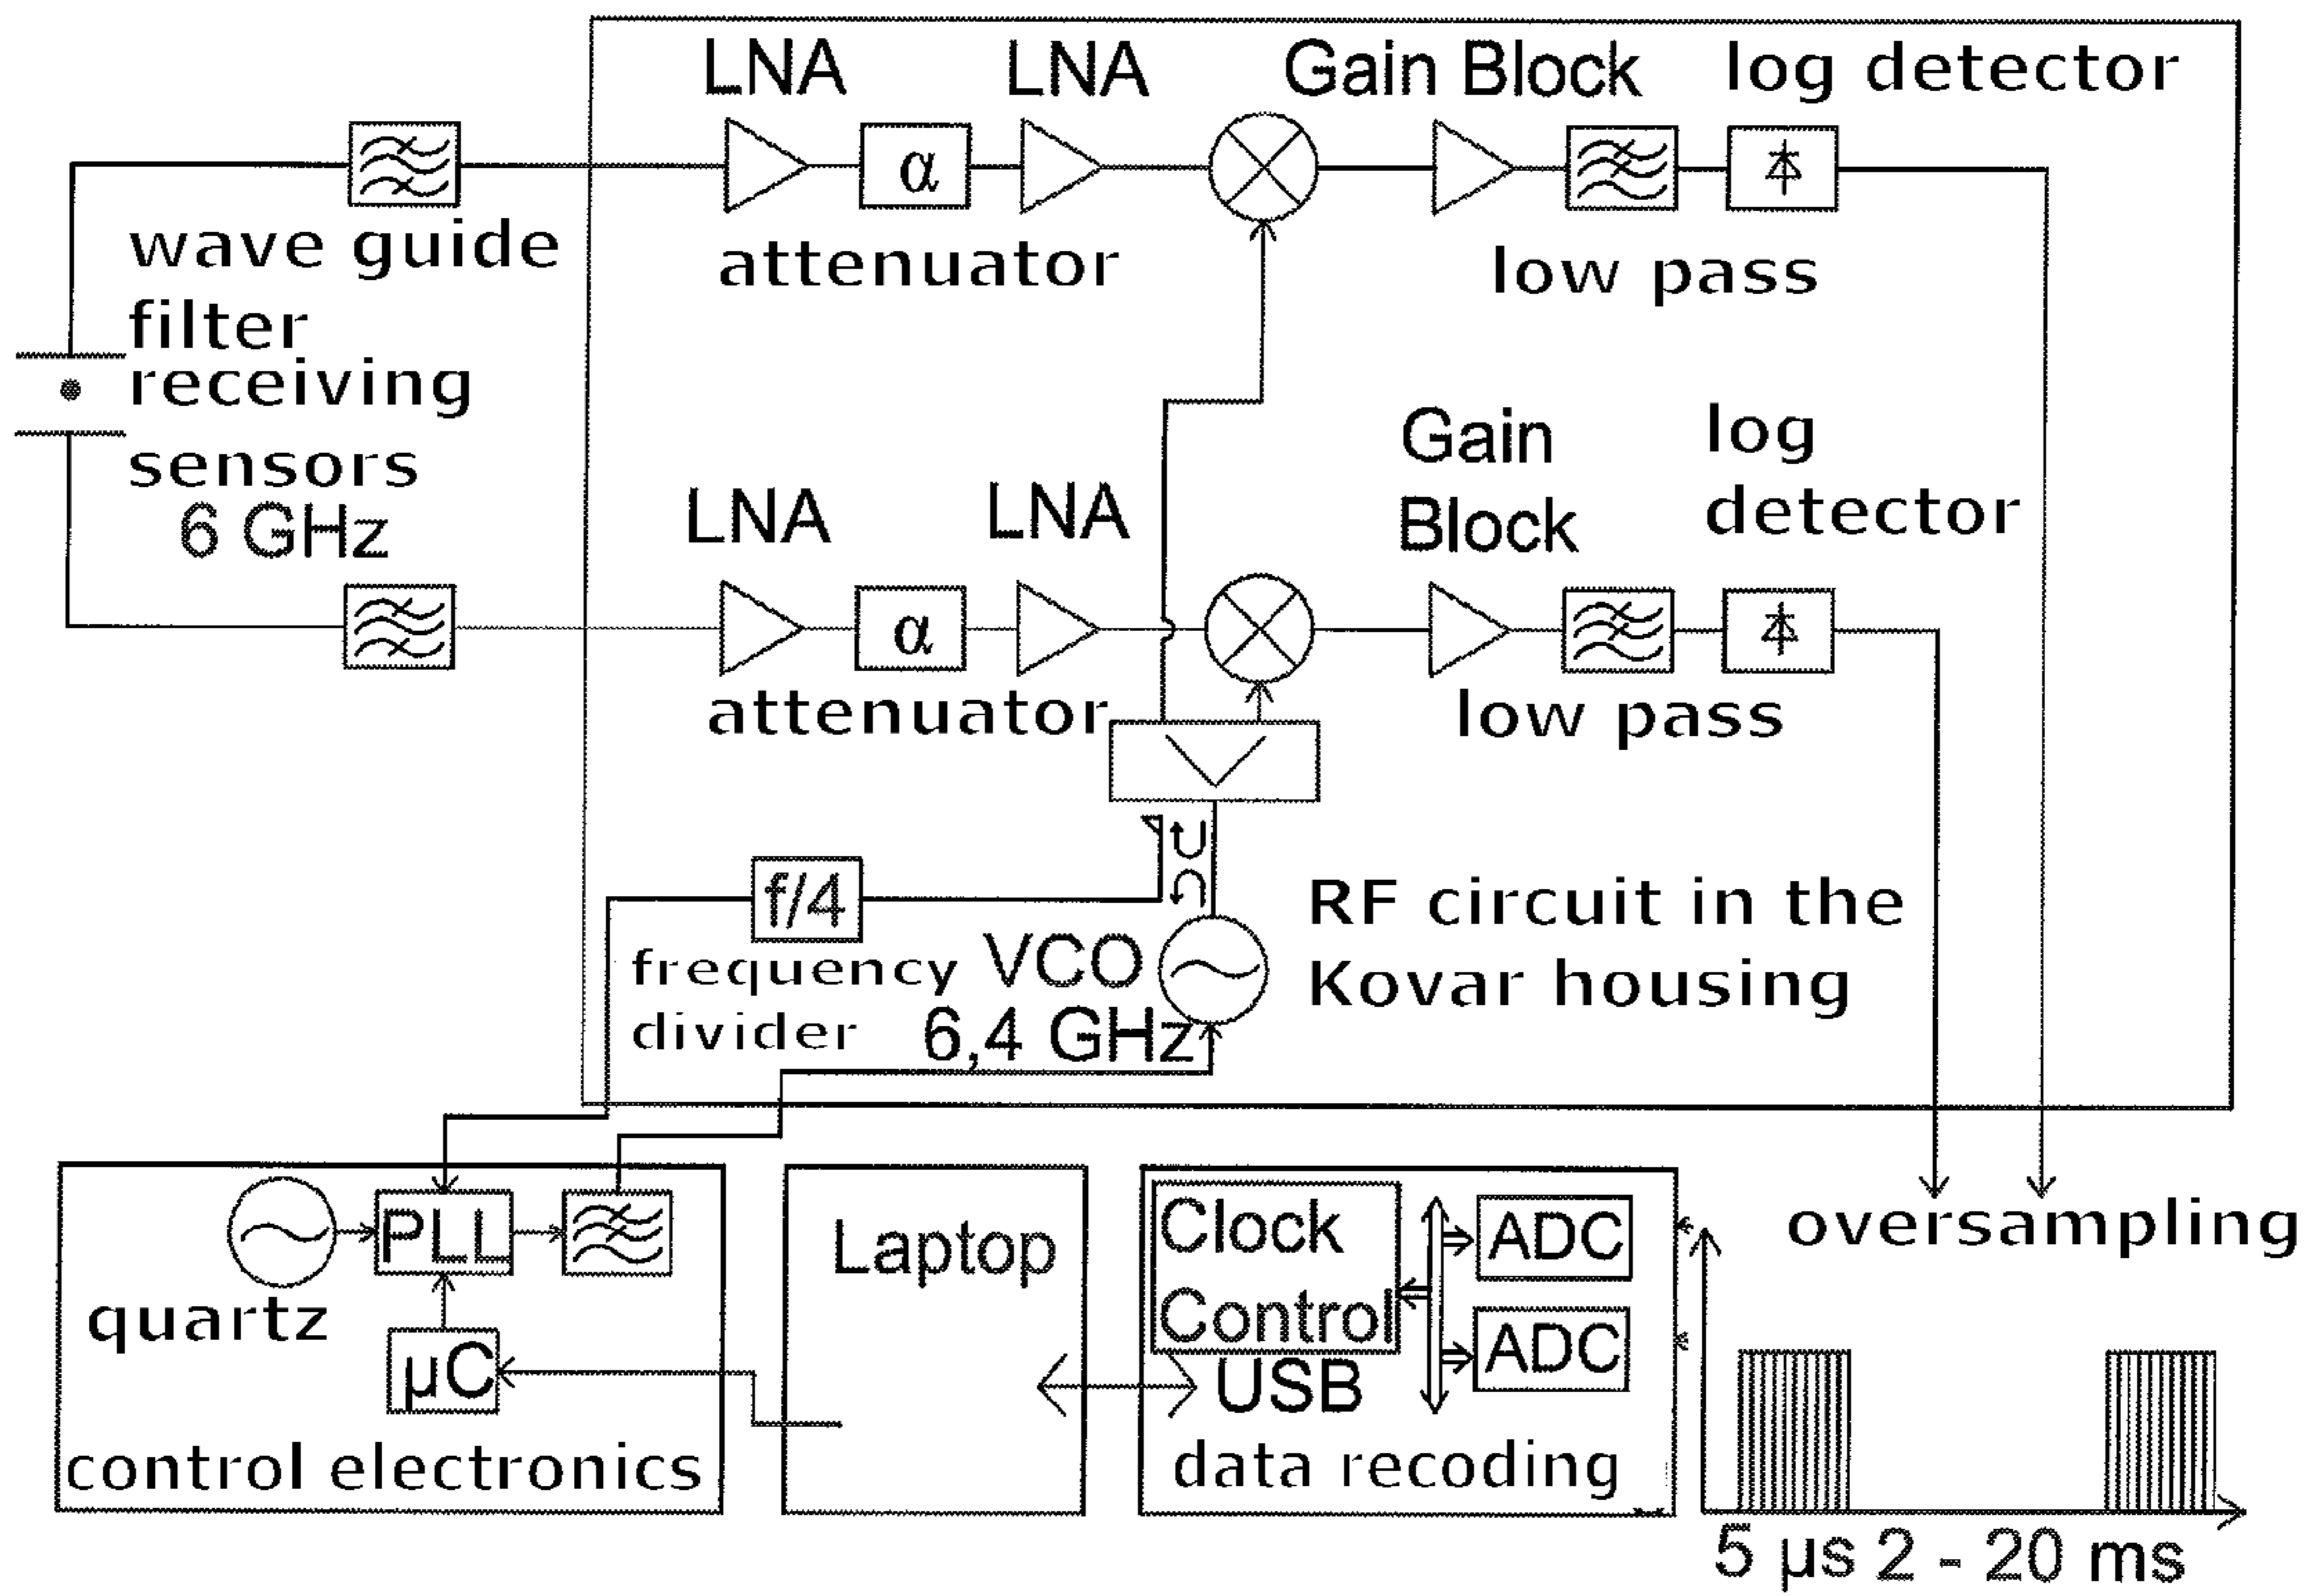 LNA
LNA
Gain Block
log detector
α
wave guide
filter
attenuator
low pass
receiving
sensors
6 GHz
LNA
LNA
Gain
Block
log
detector
α
attenuator
low pass
f/4
frequency
divider
VCO
6,4 GHz
RF circuit in the
Kovar housing
PLL
quartz
µC
control electronics
Laptop
Clock
Control
USB
ADC
ADC
data recoding
oversampling
5 µs 2 - 20 ms